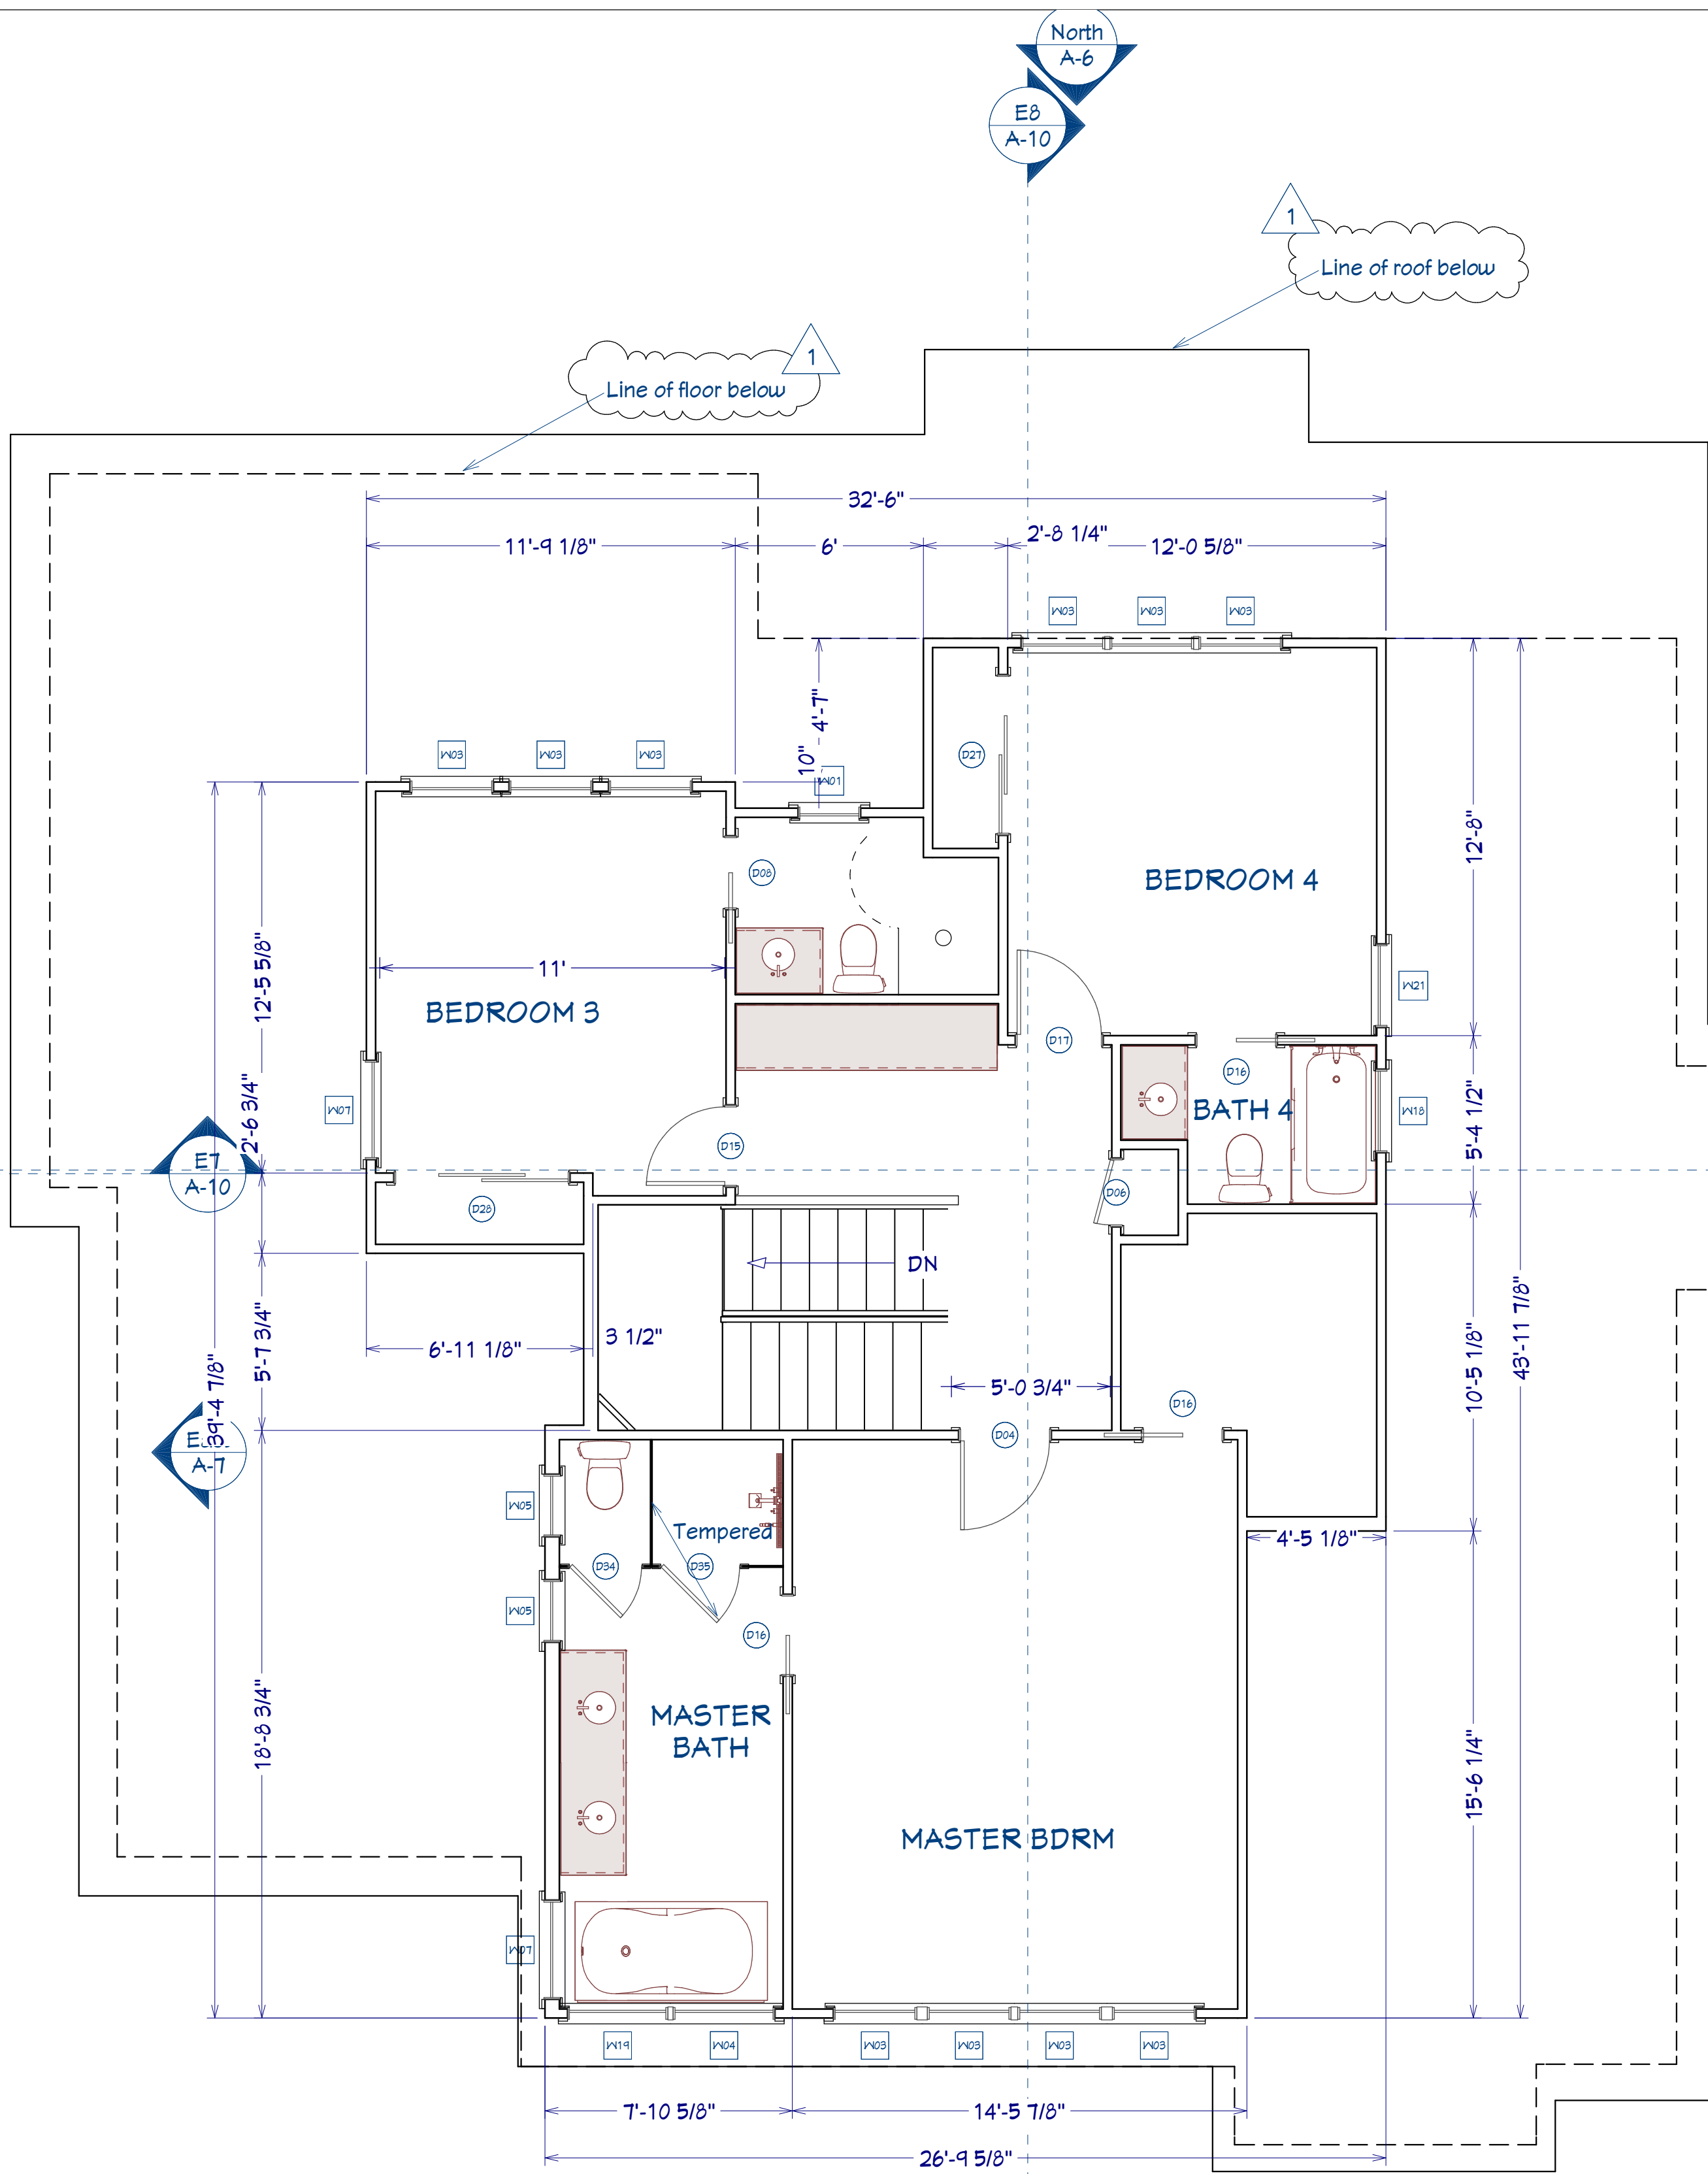 North
A-6
E8
A-10
1
Line of roof below
1
Line of floor below
32'-6"
11'-9 1/8"
6'
2'-8 1/4"
12'-0 5/8"
W03
W03
W03
4'-7"
10"
W03
W03
W03
W01
D27
12'-8"
BEDROOM 4
D08
12'-5 5/8"
11'
BEDROOM 3
W21
D17
D16
2'-6 3/4"
W07
BATH 4
W18
5'-4 1/2"
D15
E7
A-10
D28
D06
DN
5'-7 3/4"
6'-11 1/8"
3 1/2"
43'-11 7/8"
10'-5 1/8"
39'-4 7/8"
5'-0 3/4"
D16
D04
A-7
W05
Tempered
4'-5 1/8"
D34
D35
W05
D16
18'-8 3/4"
MASTER
BATH
15'-6 1/4"
MASTER BDRM
W07
W19
W04
W03
W03
W03
W03
7'-10 5/8"
14'-5 7/8"
26'-9 5/8"